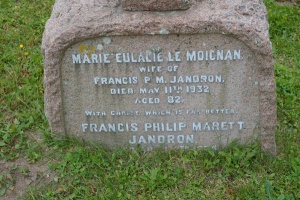 MARIE EULALIE LE MOIGNAN,
WIFE OF
FRANCIS P. M. JANDRON.
DIED MAY 11TH 1932
AGED 82.
WITH CHRIST, WHICH IS FAR BETTER.
FRANCIS PHILIP MARETT
JANDRON